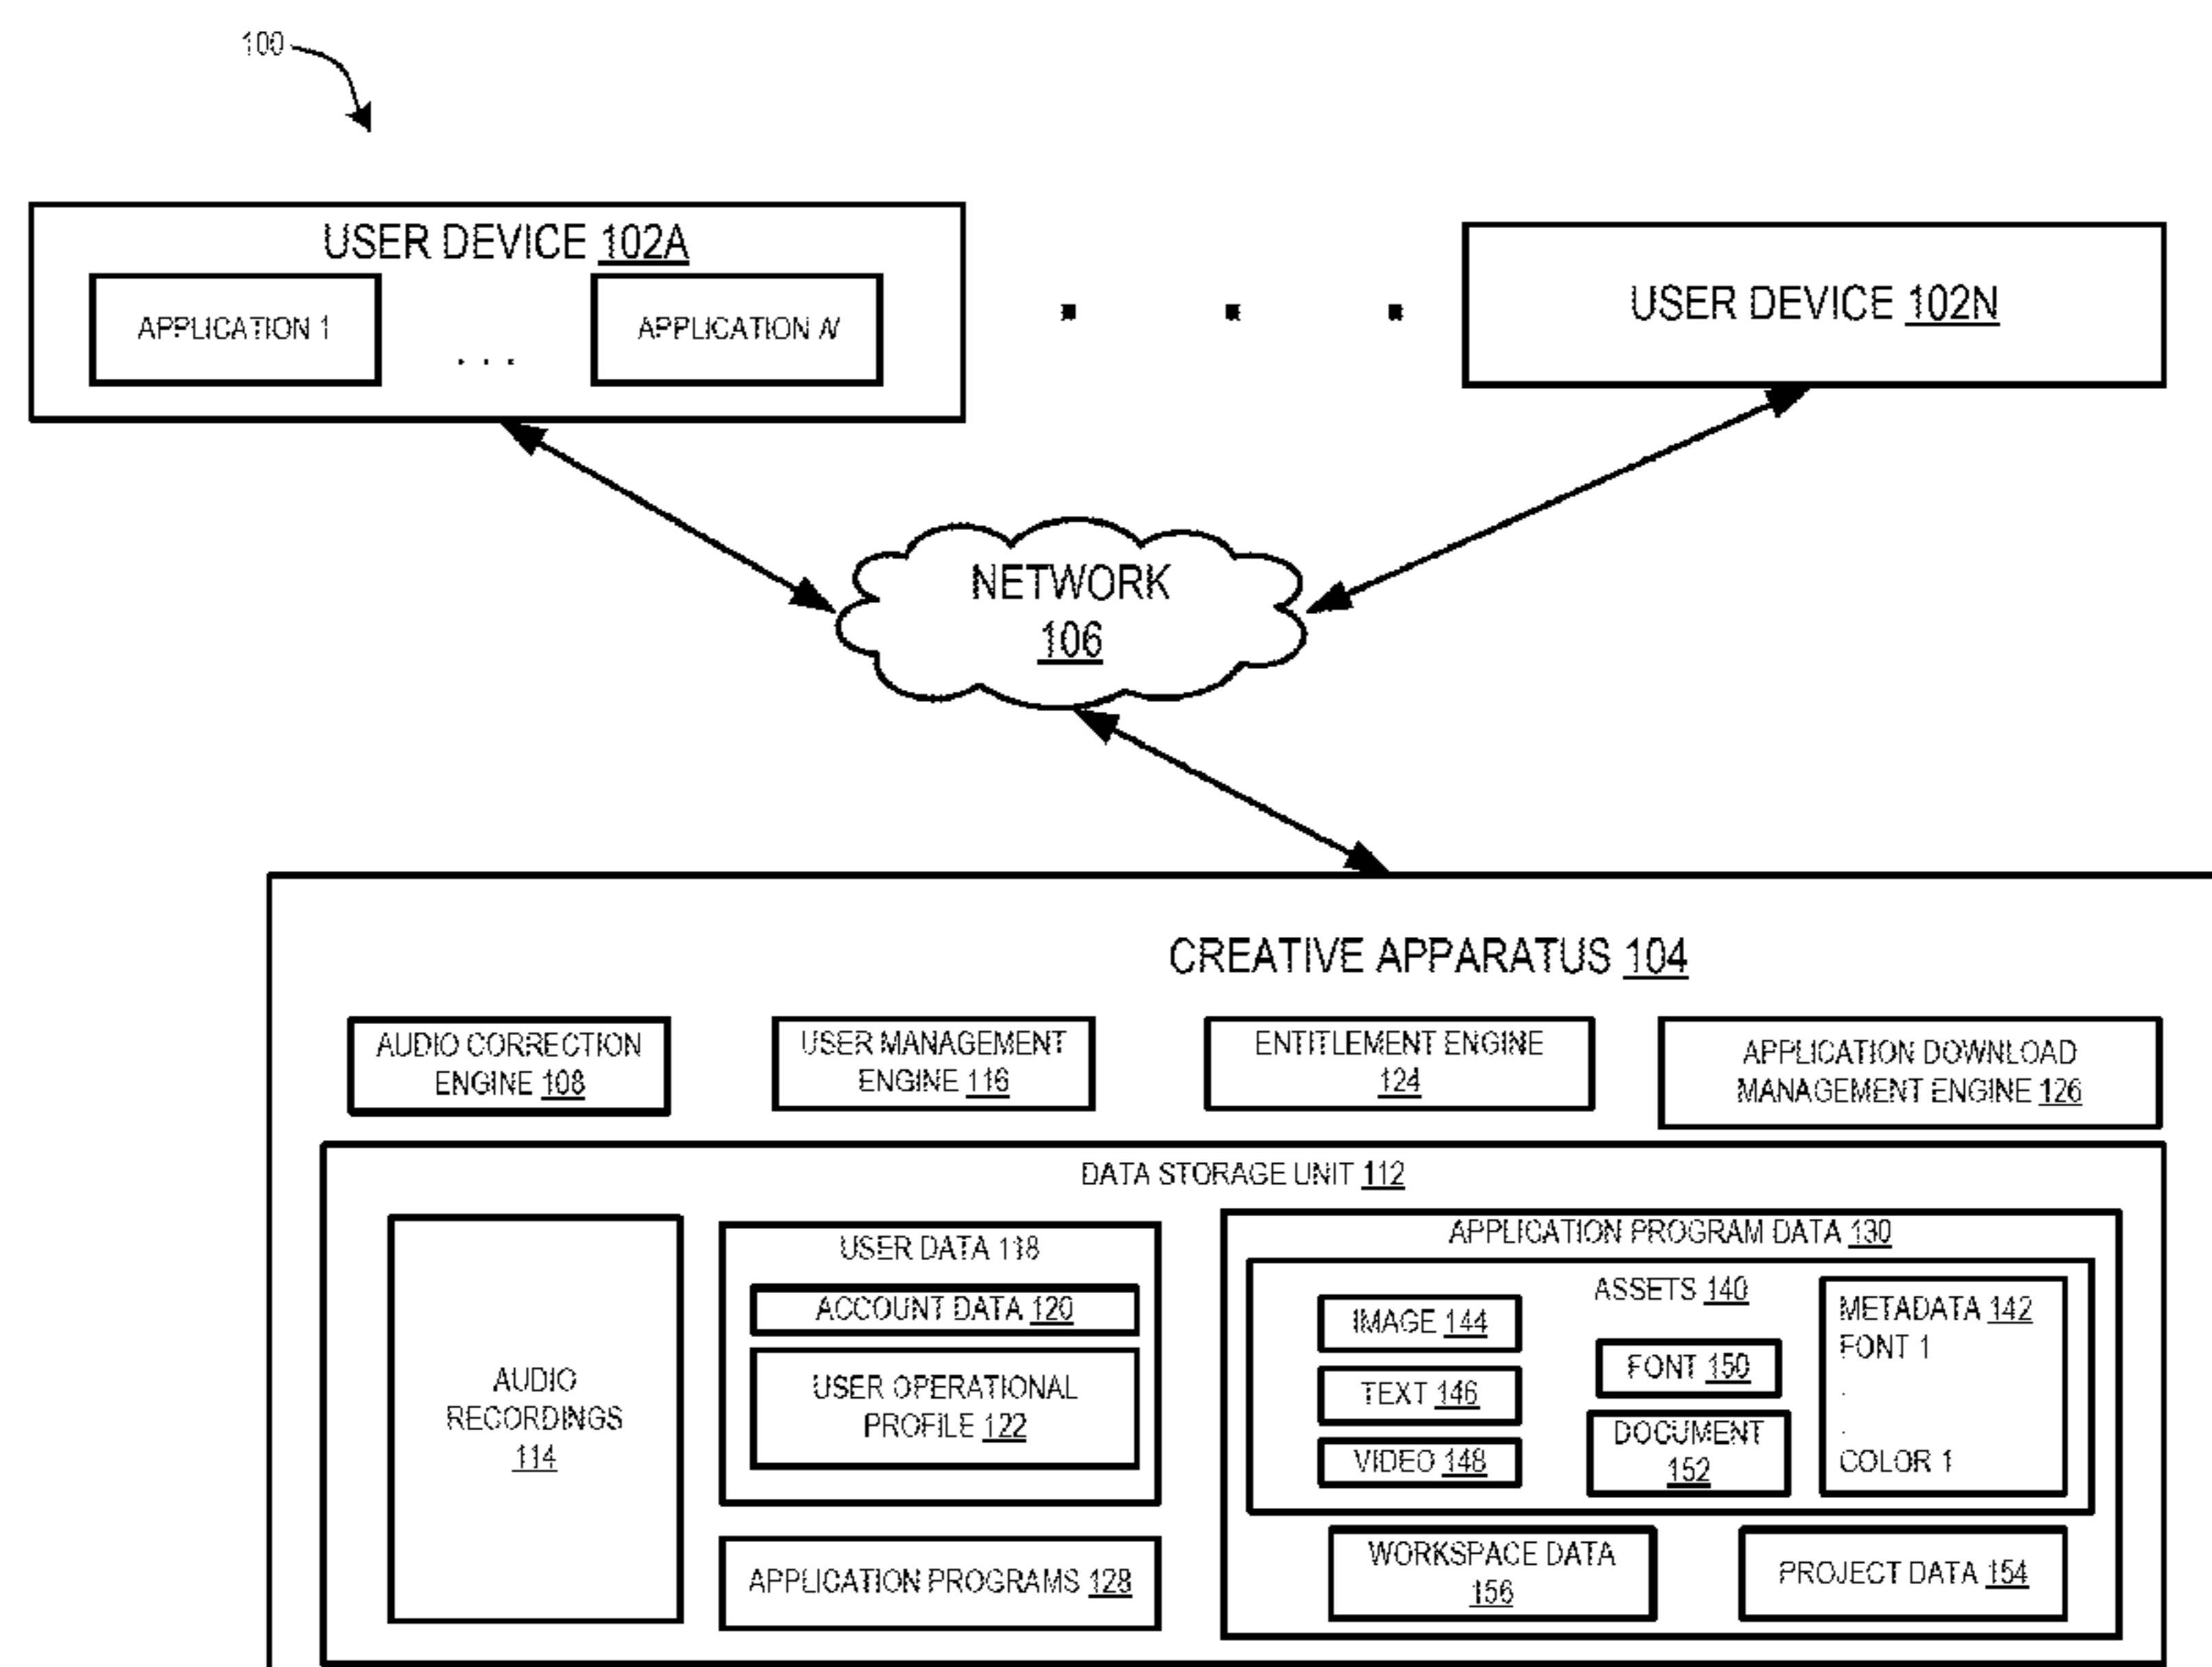 100
USER DEVICE 102A
APPLICATION 1
. . .
APPLICATION N
. . .
USER DEVICE 102N
NETWORK
106
CREATIVE APPARATUS 104
AUDIO CORRECTION
ENGINE 108
USER MANAGEMENT
ENGINE 116
ENTITLEMENT ENGINE
124
APPLICATION DOWNLOAD
MANAGEMENT ENGINE 126
DATA STORAGE UNIT 112
AUDIO
RECORDINGS
114
USER DATA 118
ACCOUNT DATA 120
USER OPERATIONAL
PROFILE 122
APPLICATION PROGRAMS 128
APPLICATION PROGRAM DATA 130
ASSETS 140
IMAGE 144
TEXT 146
VIDEO 148
FONT 150
DOCUMENT
152
METADATA 142
FONT 1
.
.
COLOR 1
WORKSPACE DATA
156
PROJECT DATA 154